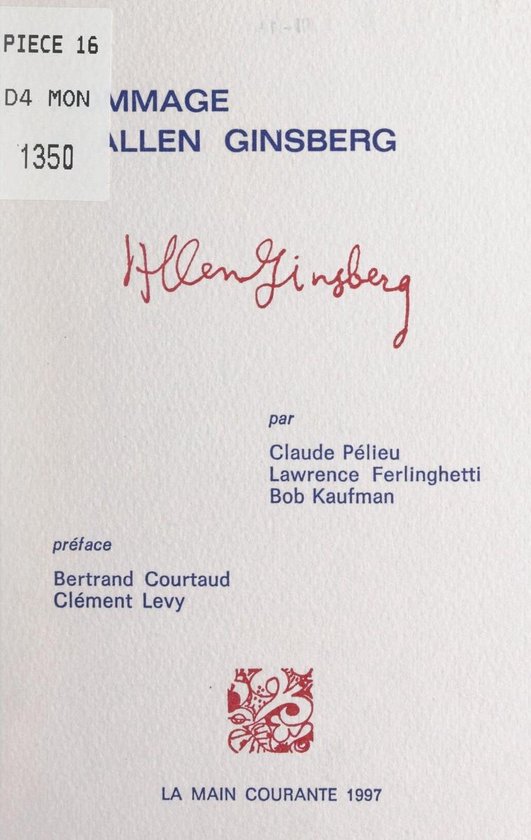 PIECE 16
D4 MON
1350
MMAGE
ALLEN GINSBERG
Allen Ginsberg
par
Claude Pélieu
Lawrence Ferlinghetti
Bob Kaufman
préface
Bertrand Courtaud
Clément Levy
LA MAIN COURANTE 1997